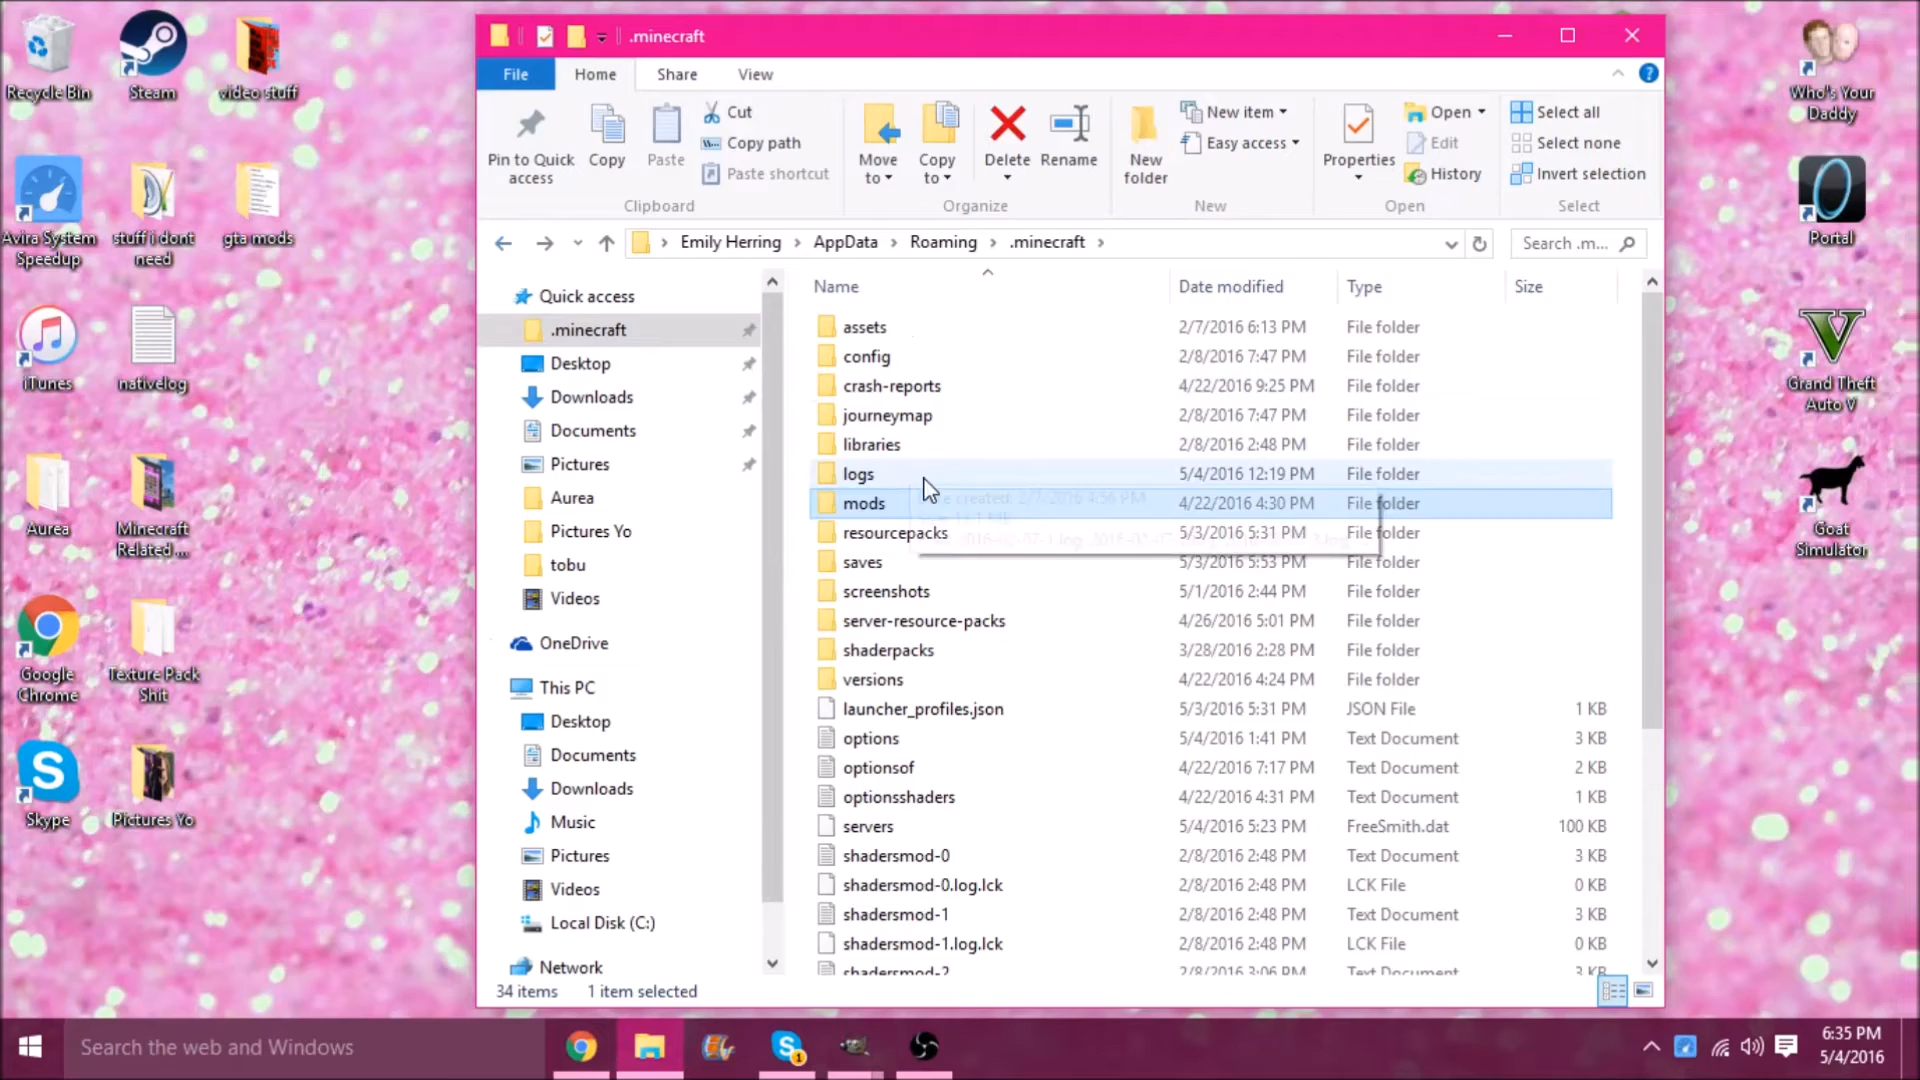 .minecraft
File Home Share View
Pin to Quick access
Copy
Paste
Cut
Copy path
Paste shortcut
Clipboard
Move to
Copy to
Delete
Rename
Organize
New folder
New item
Easy access
New
Properties
Open
Edit
History
Open
Select all
Select none
Invert selection
Select
Emily Herring AppData Roaming .minecraft
Search .m...
Quick access
.minecraft
Desktop
Downloads
Documents
Pictures
Aurea
Pictures Yo
tobu
Videos
OneDrive
This PC
Desktop
Documents
Downloads
Music
Pictures
Videos
Local Disk (C:)
Network
Name Date modified Type Size
assets 2/7/2016 6:13 PM File folder
config 2/8/2016 7:47 PM File folder
crash-reports 4/22/2016 9:25 PM File folder
journeymap 2/8/2016 7:47 PM File folder
libraries 2/8/2016 2:48 PM File folder
logs 5/4/2016 12:19 PM File folder
mods 4/22/2016 4:30 PM File folder
resourcepacks 5/3/2016 5:31 PM File folder
saves 5/3/2016 5:53 PM File folder
screenshots 5/1/2016 2:44 PM File folder
server-resource-packs 4/26/2016 5:01 PM File folder
shaderpacks 3/28/2016 2:28 PM File folder
versions 4/22/2016 4:24 PM File folder
launcher_profiles.json 5/3/2016 5:31 PM JSON File 1 KB
options 5/4/2016 1:41 PM Text Document 3 KB
optionsof 4/22/2016 7:17 PM Text Document 2 KB
optionsshaders 4/22/2016 4:31 PM Text Document 1 KB
servers 5/4/2016 5:23 PM FreeSmith.dat 100 KB
shadersmod-0 2/8/2016 2:48 PM Text Document 3 KB
shadersmod-0.log.lck 2/8/2016 2:48 PM LCK File 0 KB
shadersmod-1 2/8/2016 2:48 PM Text Document 3 KB
shadersmod-1.log.lck 2/8/2016 2:48 PM LCK File 0 KB
shadersmod-2 2/8/2016 3:06 PM Text Document 3 KB
34 items 1 item selected
Recycle Bin
Steam
video stuff
Avira System Speedup
stuff i dont need
gta mods
iTunes
nativelog
Aurea
Minecraft Related ...
Google Chrome
Texture Pack Shit
Skype
Pictures Yo
Who's Your Daddy
Portal
Grand Theft Auto V
Goat Simulator
Search the web and Windows
6:35 PM
5/4/2016